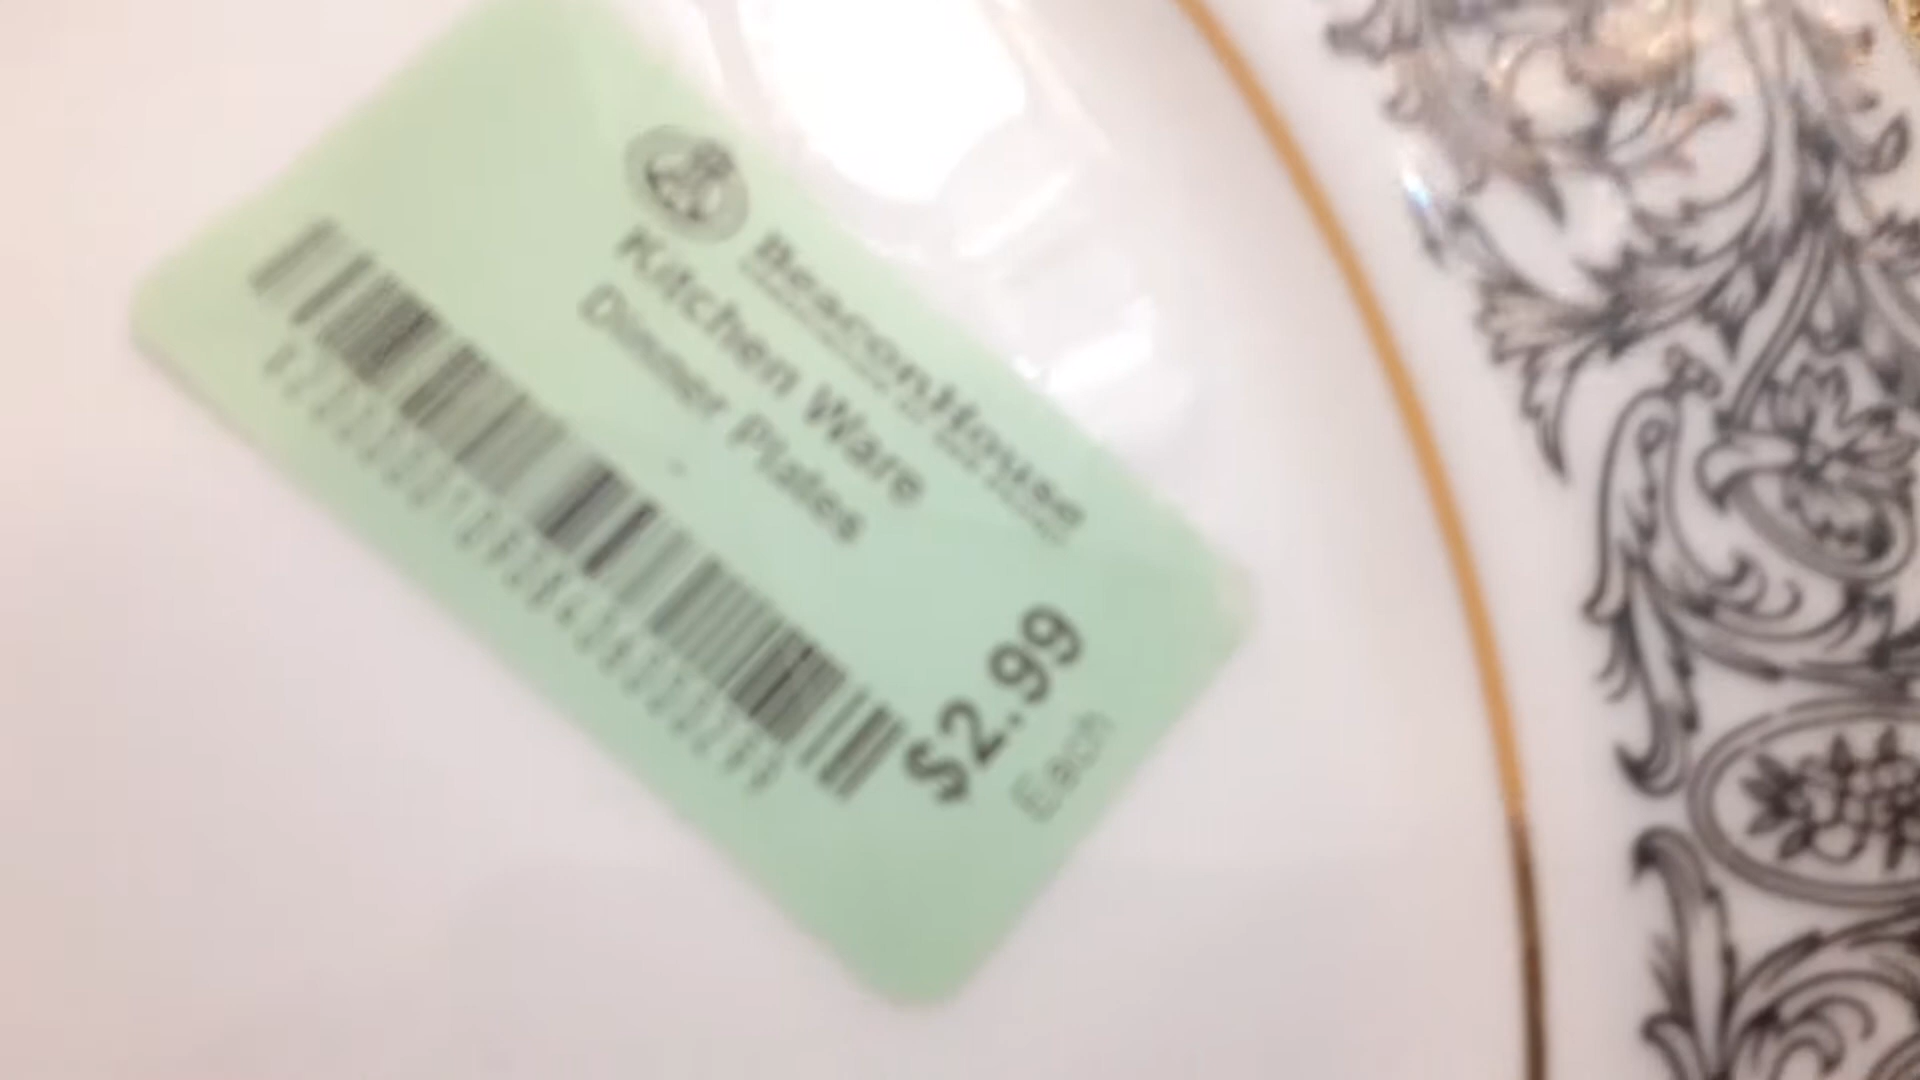 BeaconHouse
Kitchen Ware
Dinner Plates
$2.99
Each